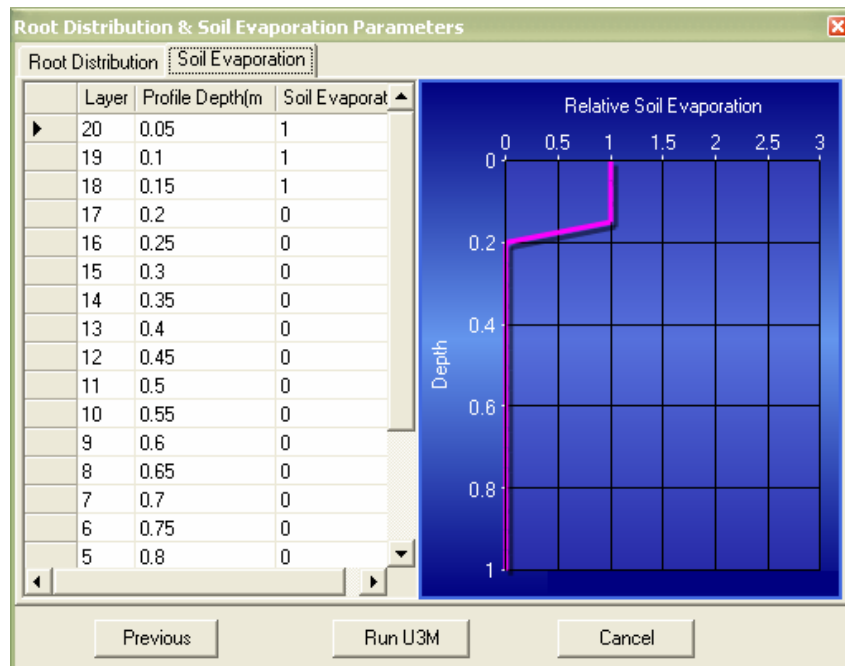 Root Distribution & Soil Evaporation Parameters
Root Distribution Soil Evaporation
Layer Profile Depth(m Soil Evaporat
20 0.05 1
19 0.1 1
18 0.15 1
17 0.2 0
16 0.25 0
15 0.3 0
14 0.35 0
13 0.4 0
12 0.45 0
11 0.5 0
10 0.55 0
9 0.6 0
8 0.65 0
7 0.7 0
6 0.75 0
5 0.8 0
Relative Soil Evaporation
0 0.5 1 1.5 2 2.5 3
0
0.2
0.4
0.6
0.8
1
Depth
Previous Run U3M Cancel